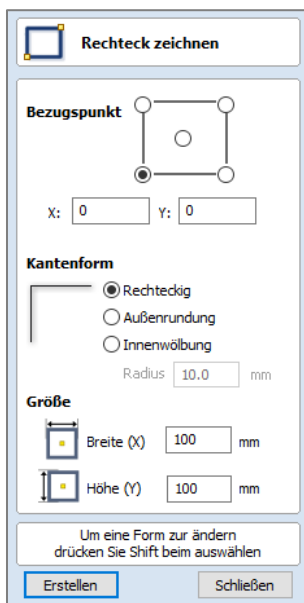 Rechteck zeichnen
Bezugspunkt
X: 0 Y: 0
Kantenform
Rechteckig
Außenrundung
Innenwölbung
Radius 10.0 mm
Größe
Breite (X) 100 mm
Höhe (Y) 100 mm
Um eine Form zur ändern
drücken Sie Shift beim auswählen
Erstellen Schließen